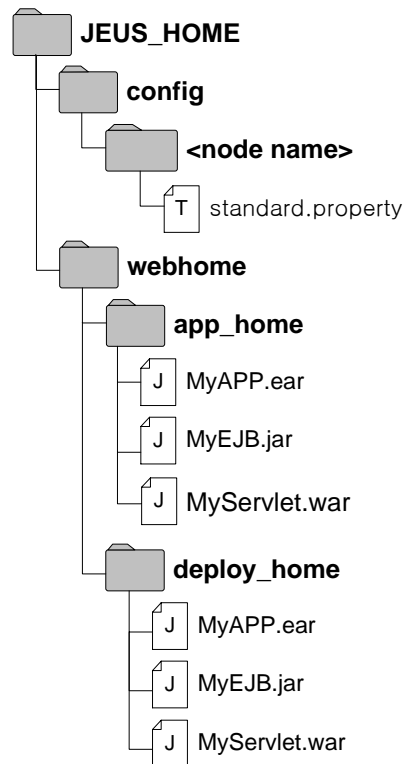 JEUS_HOME
config
<node name>
T standard.property
webhome
app_home
J MyAPP.ear
J MyEJB.jar
J MyServlet.war
deploy_home
J MyAPP.ear
J MyEJB.jar
J MyServlet.war